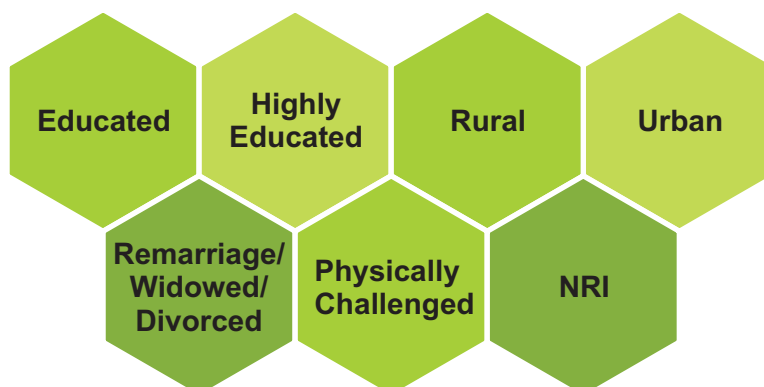 Educated
Highly
Educated
Rural
Urban
Remarriage/
Widowed/
Divorced
Physically
Challenged
NRI